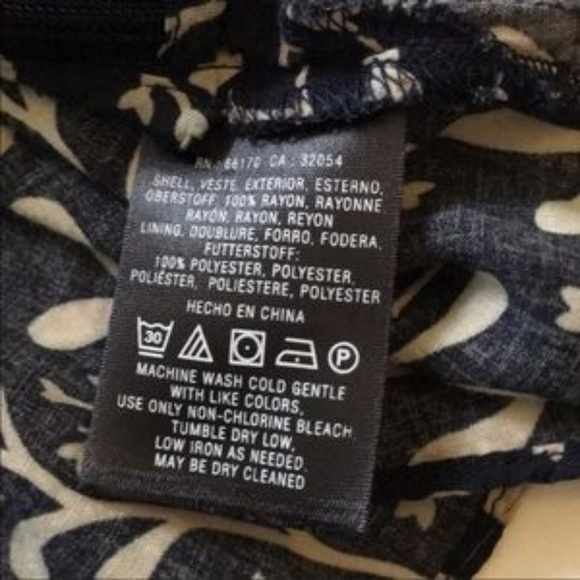 RN : 66170 CA : 32054
SHELL, VESTE EXTERIOR, ESTERNO,
OBERSTOFF, 100% RAYON, RAYONNE
RAYON, RAYON, REYON
LINING, DOUBLURE, FORRO, FODERA,
FUTTERSTOFF:
100% POLYESTER, POLYESTER,
POLIÉSTER, POLIESTERE, POLYESTER
HECHO EN CHINA
30 P
MACHINE WASH COLD GENTLE
WITH LIKE COLORS,
USE ONLY NON-CHLORINE BLEACH
TUMBLE DRY LOW,
LOW IRON AS NEEDED.
MAY BE DRY CLEANED